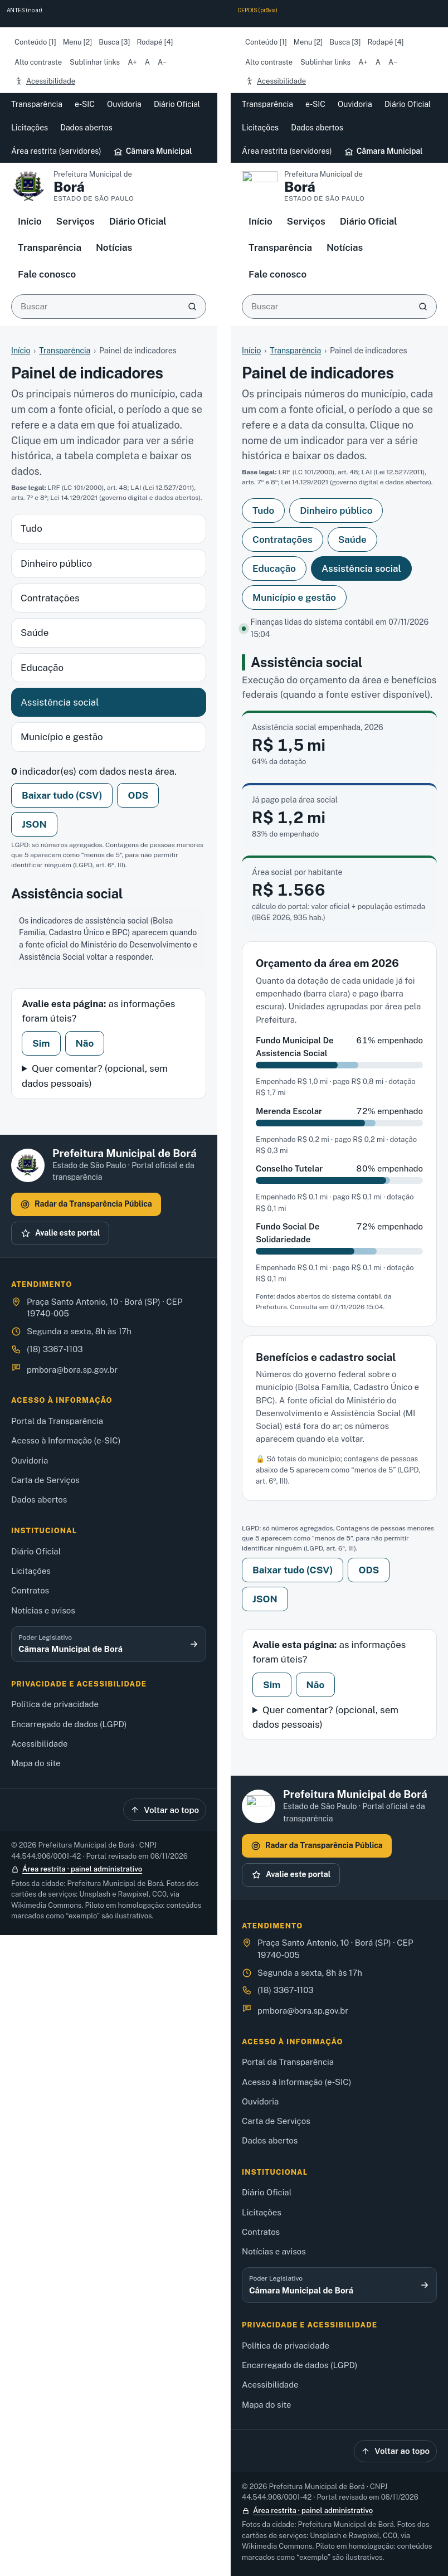 ANTES (no ar)
Conteúdo [1] Menu [2] Busca [3] Rodapé [4]
Alto contraste Sublinhar links A+ A A−
Acessibilidade
Transparência e-SIC Ouvidoria Diário Oficial
Licitações Dados abertos
Área restrita (servidores) Câmara Municipal
Prefeitura Municipal de
Borá
ESTADO DE SÃO PAULO
Início Serviços Diário Oficial
Transparência Notícias
Fale conosco
Buscar
Início › Transparência › Painel de indicadores
Painel de indicadores
Os principais números do município, cada
um com a fonte oficial, o período a que se
refere e a data em que foi atualizado.
Clique em um indicador para ver a série
histórica, a tabela completa e baixar os
dados.
Base legal: LRF (LC 101/2000), art. 48; LAI (Lei 12.527/2011),
arts. 7º e 8º; Lei 14.129/2021 (governo digital e dados abertos).
Tudo
Dinheiro público
Contratações
Saúde
Educação
Assistência social
Município e gestão
0 indicador(es) com dados nesta área.
Baixar tudo (CSV) ODS
JSON
LGPD: só números agregados. Contagens de pessoas menores
que 5 aparecem como “menos de 5”, para não permitir
identificar ninguém (LGPD, art. 6º, III).
Assistência social
Os indicadores de assistência social (Bolsa
Família, Cadastro Único e BPC) aparecem quando
a fonte oficial do Ministério do Desenvolvimento e
Assistência Social voltar a responder.
Avalie esta página: as informações
foram úteis?
Sim Não
Quer comentar? (opcional, sem
dados pessoais)
Prefeitura Municipal de Borá
Estado de São Paulo · Portal oficial e da
transparência
Radar da Transparência Pública
Avalie este portal
ATENDIMENTO
Praça Santo Antonio, 10 · Borá (SP) · CEP
19740-005
Segunda a sexta, 8h às 17h
(18) 3367-1103
pmbora@bora.sp.gov.br
ACESSO À INFORMAÇÃO
Portal da Transparência
Acesso à Informação (e-SIC)
Ouvidoria
Carta de Serviços
Dados abertos
INSTITUCIONAL
Diário Oficial
Licitações
Contratos
Notícias e avisos
Poder Legislativo
Câmara Municipal de Borá
PRIVACIDADE E ACESSIBILIDADE
Política de privacidade
Encarregado de dados (LGPD)
Acessibilidade
Mapa do site
Voltar ao topo
© 2026 Prefeitura Municipal de Borá · CNPJ
44.544.906/0001-42 · Portal revisado em 06/11/2026
Área restrita · painel administrativo
Fotos da cidade: Prefeitura Municipal de Borá. Fotos dos
cartões de serviços: Unsplash e Rawpixel, CC0, via
Wikimedia Commons. Piloto em homologação: conteúdos
marcados como “exemplo” são ilustrativos.
DEPOIS (prévia)
Conteúdo [1] Menu [2] Busca [3] Rodapé [4]
Alto contraste Sublinhar links A+ A A−
Acessibilidade
Transparência e-SIC Ouvidoria Diário Oficial
Licitações Dados abertos
Área restrita (servidores) Câmara Municipal
Prefeitura Municipal de
Borá
ESTADO DE SÃO PAULO
Início Serviços Diário Oficial
Transparência Notícias
Fale conosco
Buscar
Início › Transparência › Painel de indicadores
Painel de indicadores
Os principais números do município, cada um
com a fonte oficial, o período a que se
refere e a data da consulta. Clique no
nome de um indicador para ver a série
histórica e baixar os dados.
Base legal: LRF (LC 101/2000), art. 48; LAI (Lei 12.527/2011),
arts. 7º e 8º; Lei 14.129/2021 (governo digital e dados abertos).
Tudo Dinheiro público
Contratações Saúde
Educação Assistência social
Município e gestão
Finanças lidas do sistema contábil em 07/11/2026
15:04
Assistência social
Execução do orçamento da área e benefícios
federais (quando a fonte estiver disponível).
Assistência social empenhada, 2026
R$ 1,5 mi
64% da dotação
Já pago pela área social
R$ 1,2 mi
83% do empenhado
Área social por habitante
R$ 1.566
cálculo do portal: valor oficial ÷ população estimada
(IBGE 2026, 935 hab.)
Orçamento da área em 2026
Quanto da dotação de cada unidade já foi
empenhado (barra clara) e pago (barra
escura). Unidades agrupadas por área pela
Prefeitura.
Fundo Municipal De 61% empenhado
Assistencia Social
Empenhado R$ 1,0 mi · pago R$ 0,8 mi · dotação
R$ 1,7 mi
Merenda Escolar 72% empenhado
Empenhado R$ 0,2 mi · pago R$ 0,2 mi · dotação
R$ 0,3 mi
Conselho Tutelar 80% empenhado
Empenhado R$ 0,1 mi · pago R$ 0,1 mi · dotação
R$ 0,1 mi
Fundo Social De 72% empenhado
Solidariedade
Empenhado R$ 0,1 mi · pago R$ 0,1 mi · dotação
R$ 0,1 mi
Fonte: dados abertos do sistema contábil da
Prefeitura. Consulta em 07/11/2026 15:04.
Benefícios e cadastro social
Números do governo federal sobre o
município (Bolsa Família, Cadastro Único e
BPC). A fonte oficial do Ministério do
Desenvolvimento e Assistência Social (MI
Social) está fora do ar; os números
aparecem quando ela voltar.
🔒 Só totais do município; contagens de pessoas
abaixo de 5 aparecem como “menos de 5” (LGPD,
art. 6º, III).
LGPD: só números agregados. Contagens de pessoas menores
que 5 aparecem como “menos de 5”, para não permitir
identificar ninguém (LGPD, art. 6º, III).
Baixar tudo (CSV) ODS
JSON
Avalie esta página: as informações
foram úteis?
Sim Não
Quer comentar? (opcional, sem
dados pessoais)
Prefeitura Municipal de Borá
Estado de São Paulo · Portal oficial e da
transparência
Radar da Transparência Pública
Avalie este portal
ATENDIMENTO
Praça Santo Antonio, 10 · Borá (SP) · CEP
19740-005
Segunda a sexta, 8h às 17h
(18) 3367-1103
pmbora@bora.sp.gov.br
ACESSO À INFORMAÇÃO
Portal da Transparência
Acesso à Informação (e-SIC)
Ouvidoria
Carta de Serviços
Dados abertos
INSTITUCIONAL
Diário Oficial
Licitações
Contratos
Notícias e avisos
Poder Legislativo
Câmara Municipal de Borá
PRIVACIDADE E ACESSIBILIDADE
Política de privacidade
Encarregado de dados (LGPD)
Acessibilidade
Mapa do site
Voltar ao topo
© 2026 Prefeitura Municipal de Borá · CNPJ
44.544.906/0001-42 · Portal revisado em 06/11/2026
Área restrita · painel administrativo
Fotos da cidade: Prefeitura Municipal de Borá. Fotos dos
cartões de serviços: Unsplash e Rawpixel, CC0, via
Wikimedia Commons. Piloto em homologação: conteúdos
marcados como “exemplo” são ilustrativos.